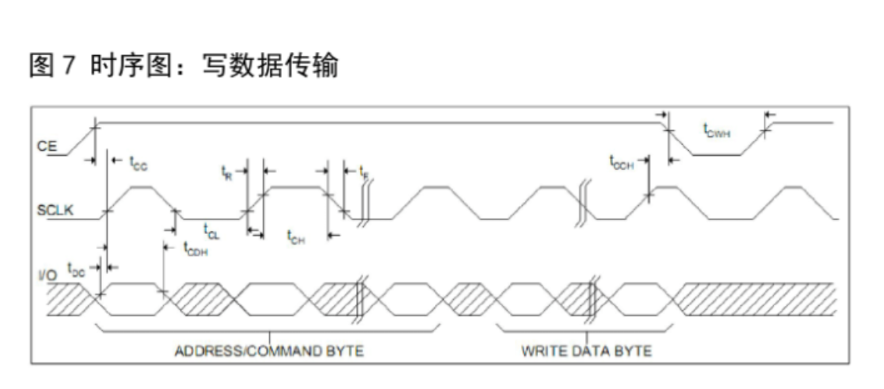 图 7 时序图：写数据传输
CE
tCC
tCWH
tCCH
tR
tF
SCLK
tCL
tCDH
tCH
I/O
tDC
ADDRESS/COMMAND BYTE
WRITE DATA BYTE